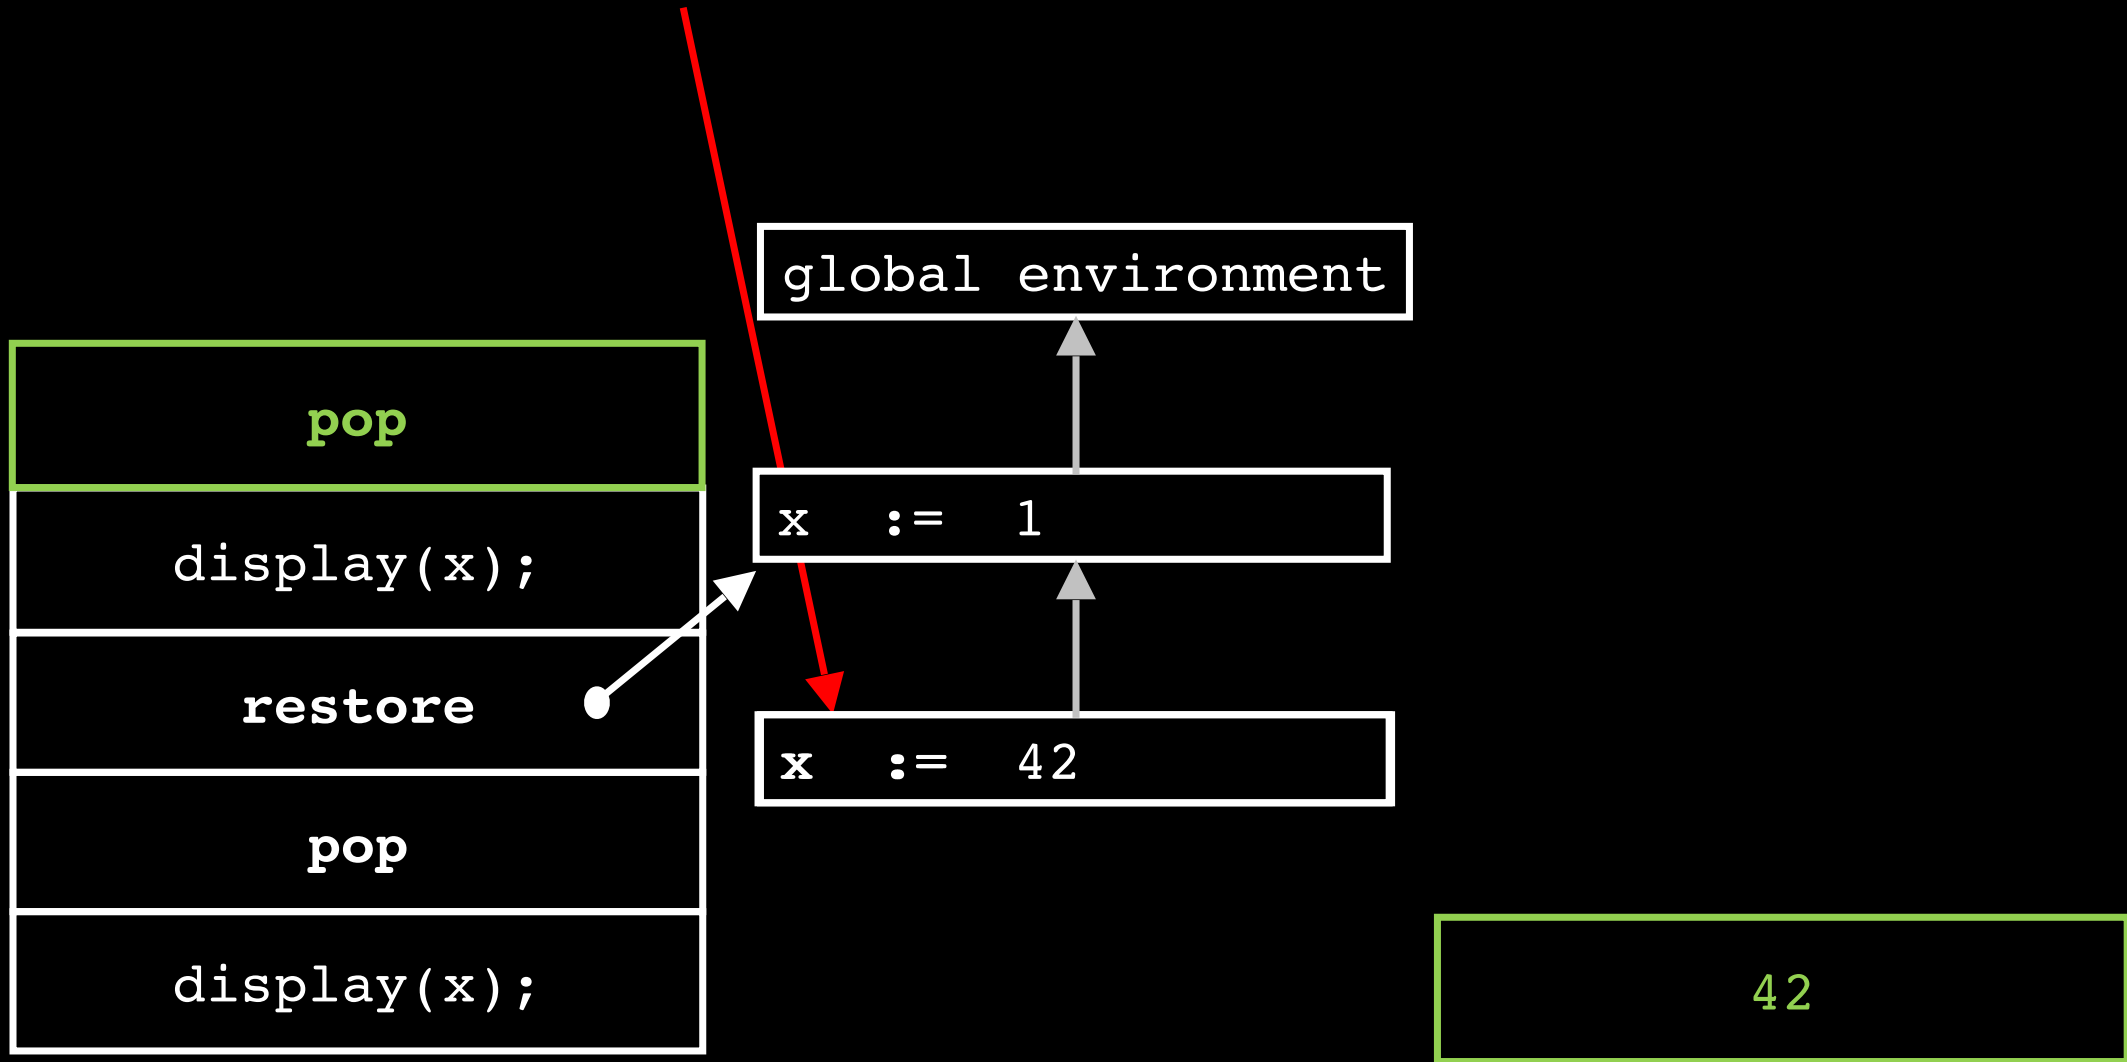 global environment
pop
x := 1
display(x);
restore
x := 42
pop
display(x);
42